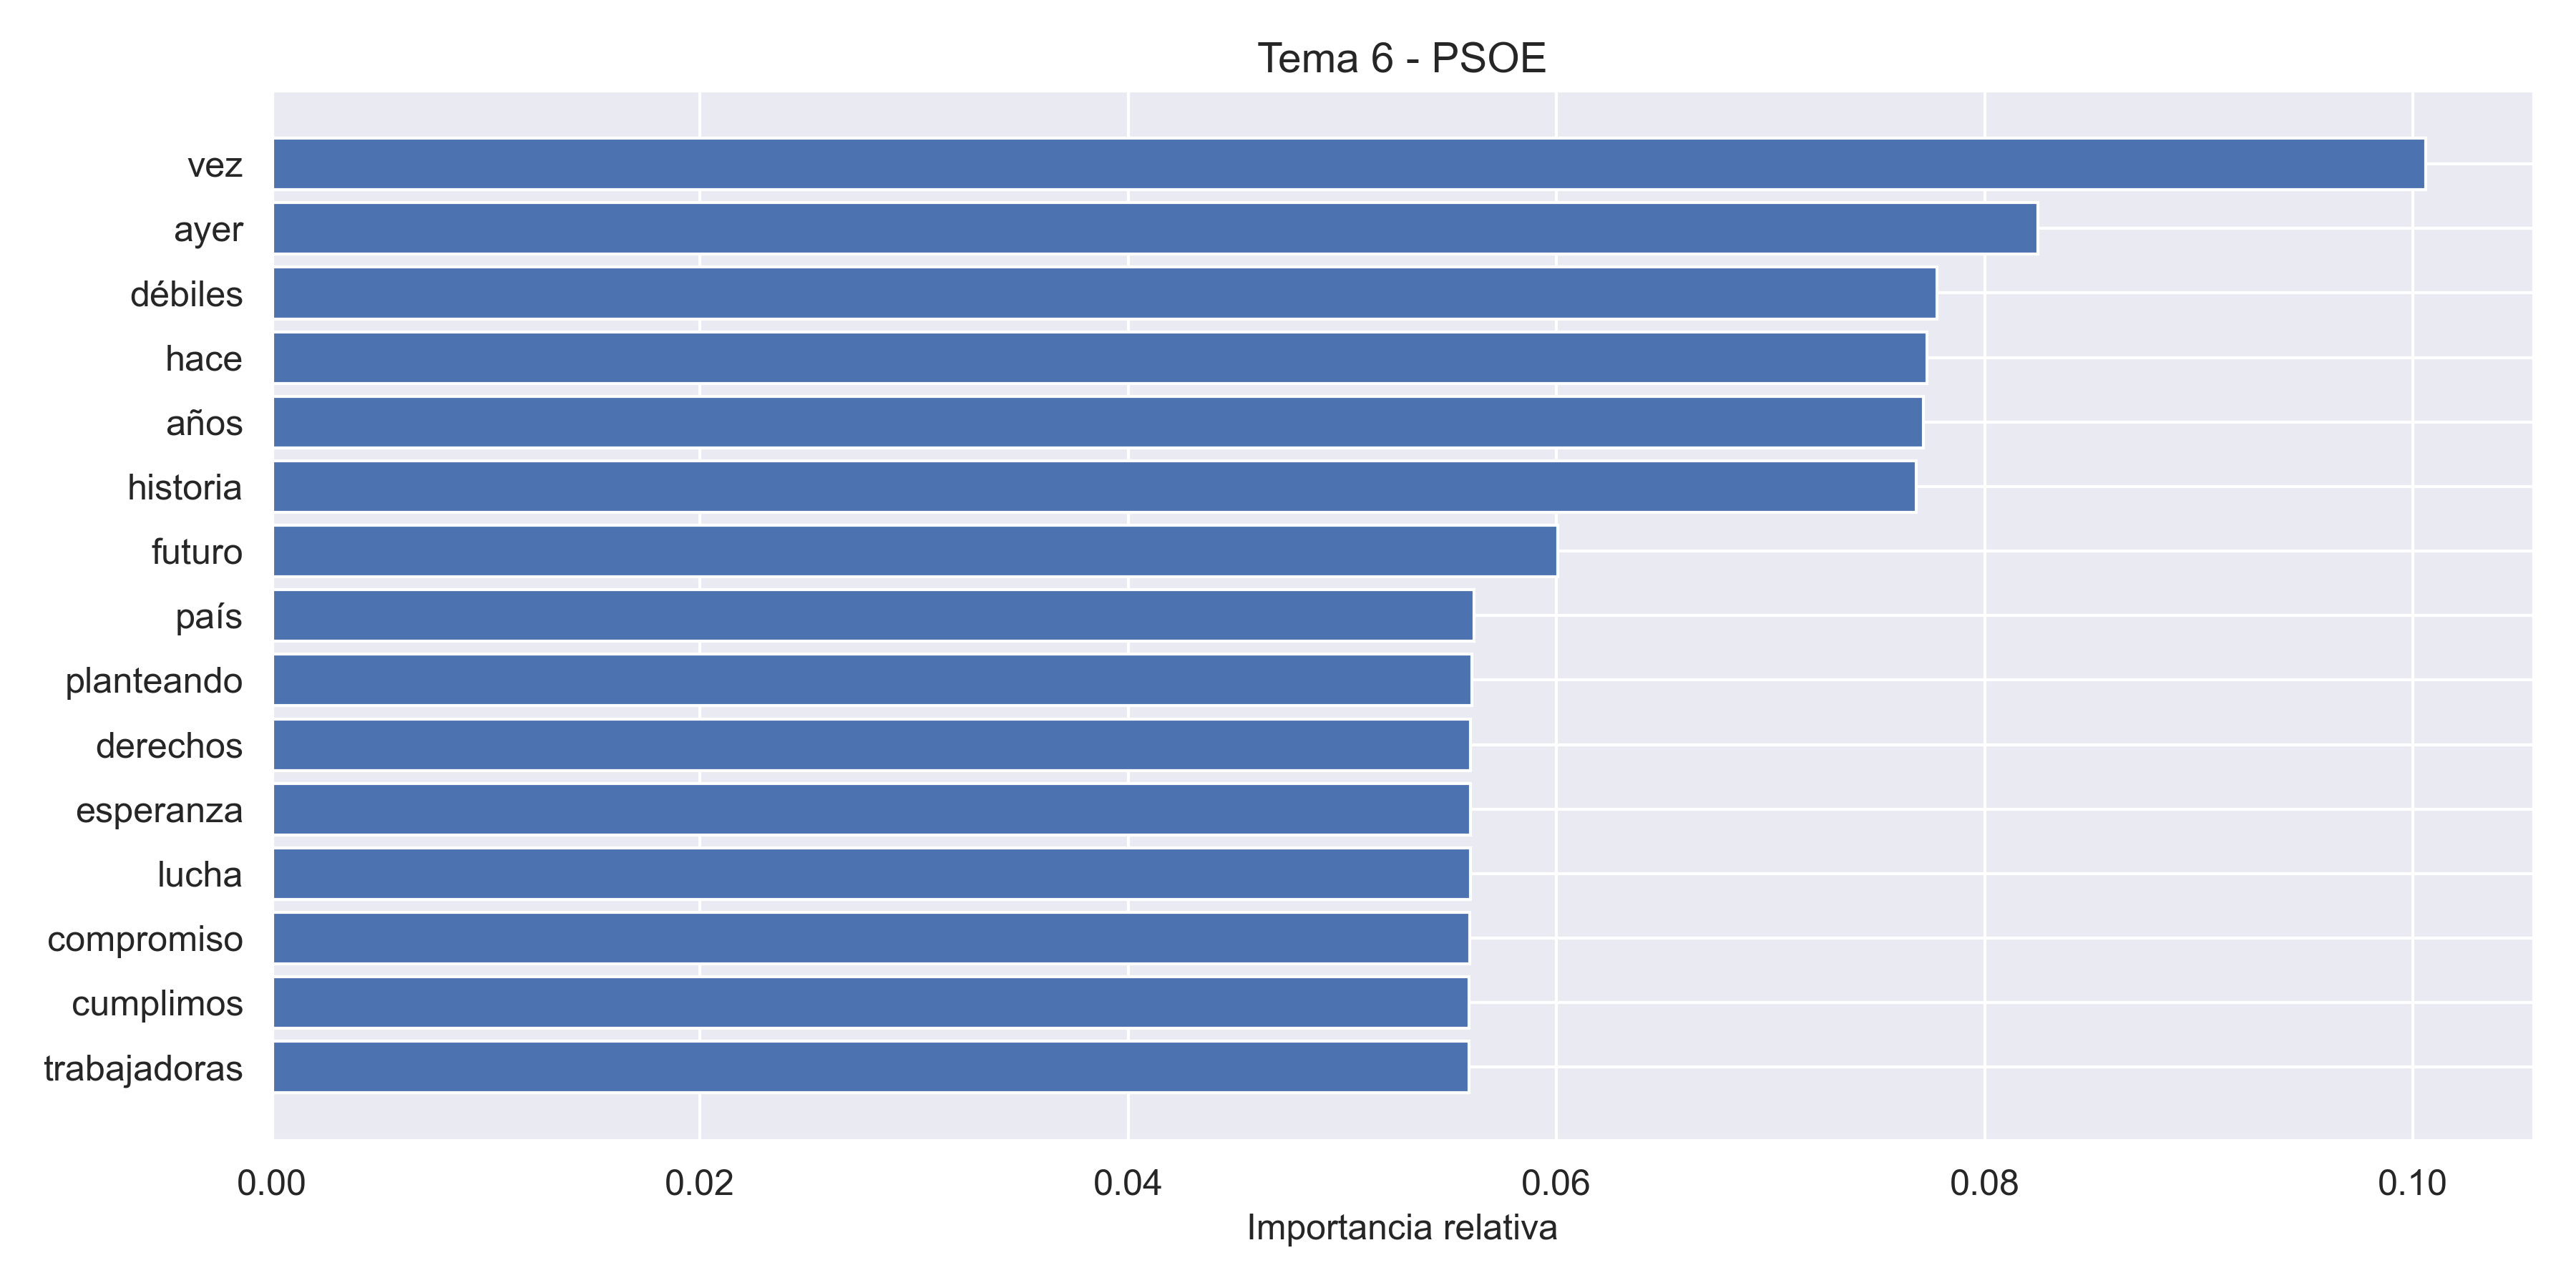 Tema 6 - PSOE
vez
ayer
débiles
hace
años
historia
futuro
país
planteando
derechos
esperanza
lucha
compromiso
cumplimos
trabajadoras
0.00 0.02 0.04 0.06 0.08 0.10
Importancia relativa